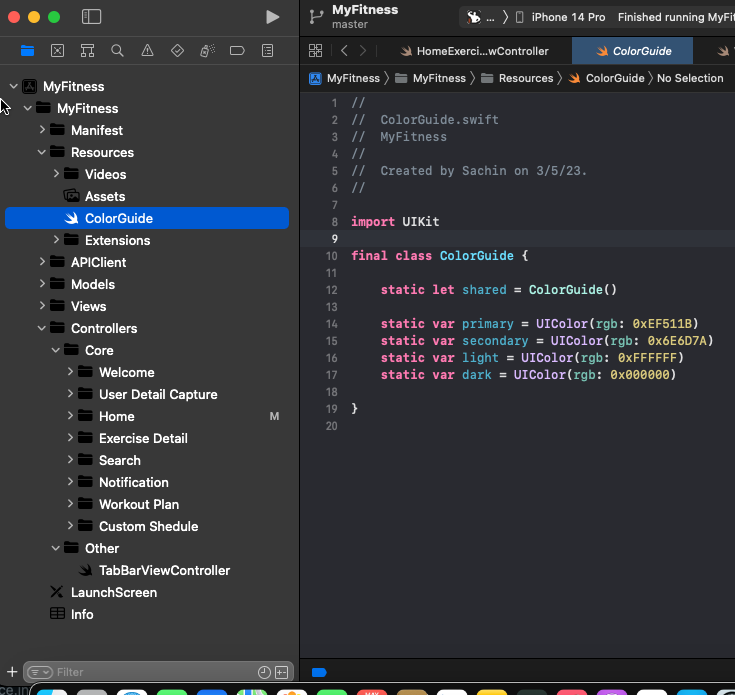 MyFitness
master
...
iPhone 14 Pro
Finished running MyFit
HomeExerci...wController
ColorGuide
MyFitness
MyFitness
Resources
ColorGuide
No Selection
MyFitness
MyFitness
Manifest
Resources
Videos
Assets
ColorGuide
Extensions
APIClient
Models
Views
Controllers
Core
Welcome
User Detail Capture
Home M
Exercise Detail
Search
Notification
Workout Plan
Custom Shedule
Other
TabBarViewController
LaunchScreen
Info
Filter
1 //
2 //  ColorGuide.swift
3 //  MyFitness
4 //
5 //  Created by Sachin on 3/5/23.
6 //
7
8 import UIKit
9
10 final class ColorGuide {
11
12     static let shared = ColorGuide()
13
14     static var primary = UIColor(rgb: 0xEF511B)
15     static var secondary = UIColor(rgb: 0x6E6D7A)
16     static var light = UIColor(rgb: 0xFFFFFF)
17     static var dark = UIColor(rgb: 0x000000)
18
19 }
20